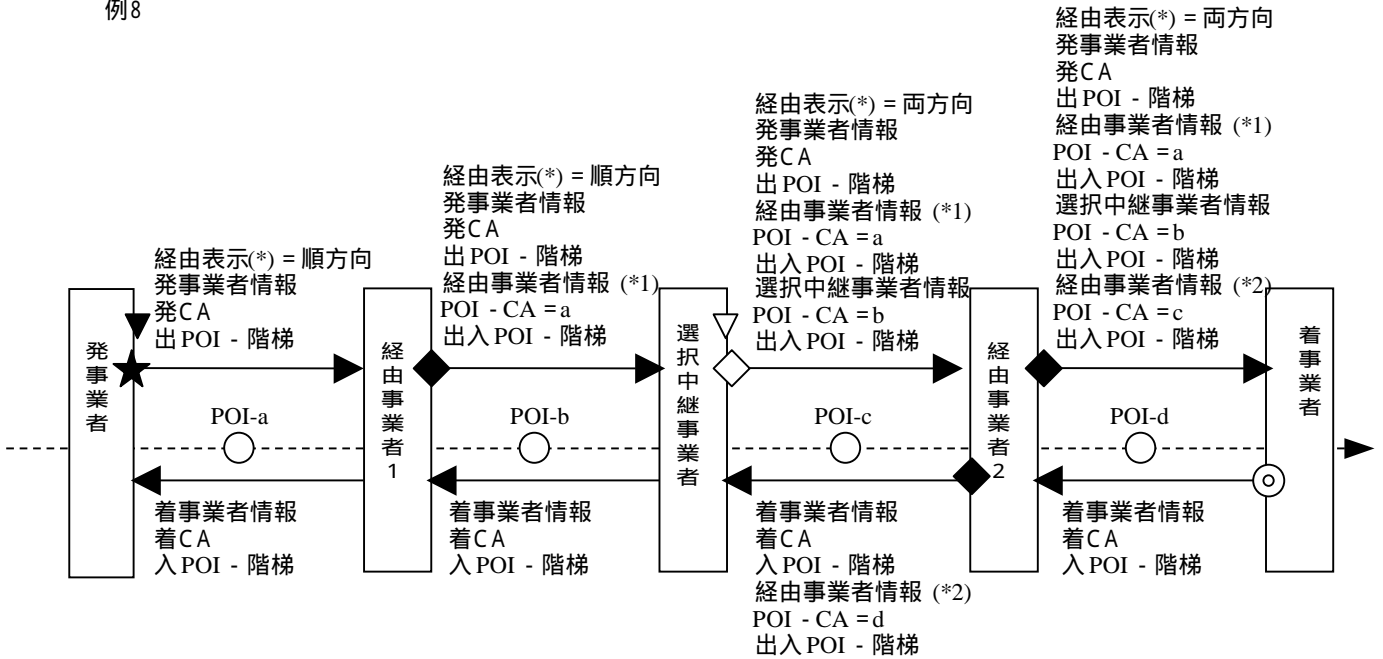 例8
経由表示(*) = 順方向
発事業者情報
発CA
出POI - 階梯
経由表示(*) = 順方向
発事業者情報
発CA
出POI - 階梯
経由事業者情報 (*1)
POI - CA = a
出入POI - 階梯
経由表示(*) = 両方向
発事業者情報
発CA
出POI - 階梯
経由事業者情報 (*1)
POI - CA = a
出入POI - 階梯
選択中継事業者情報
POI - CA = b
出入POI - 階梯
経由表示(*) = 両方向
発事業者情報
発CA
出POI - 階梯
経由事業者情報 (*1)
POI - CA = a
出入POI - 階梯
選択中継事業者情報
POI - CA = b
出入POI - 階梯
経由事業者情報 (*2)
POI - CA = c
出入POI - 階梯
発事業者
経由事業者1
選択中継事業者
経由事業者2
着事業者
POI-a
POI-b
POI-c
POI-d
着事業者情報
着CA
入POI - 階梯
着事業者情報
着CA
入POI - 階梯
着事業者情報
着CA
入POI - 階梯
経由事業者情報 (*2)
POI - CA = d
出入POI - 階梯
着事業者情報
着CA
入POI - 階梯